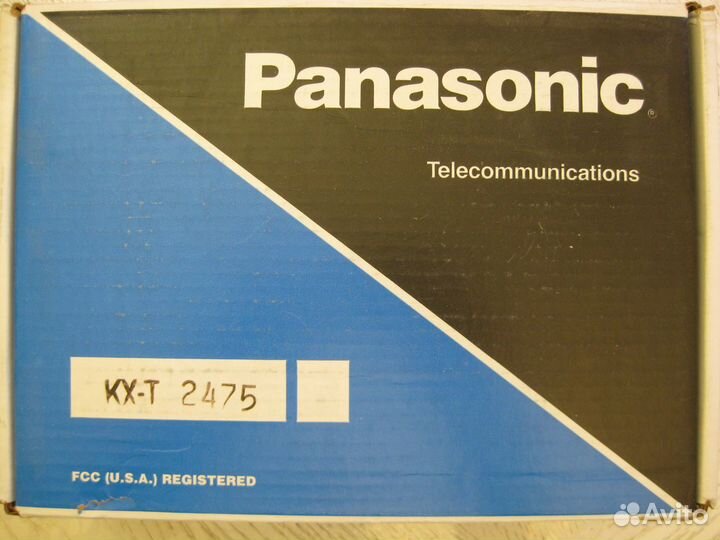 Panasonic®
Telecommunications
KX-T 2475
FCC (U.S.A.) REGISTERED
Avito